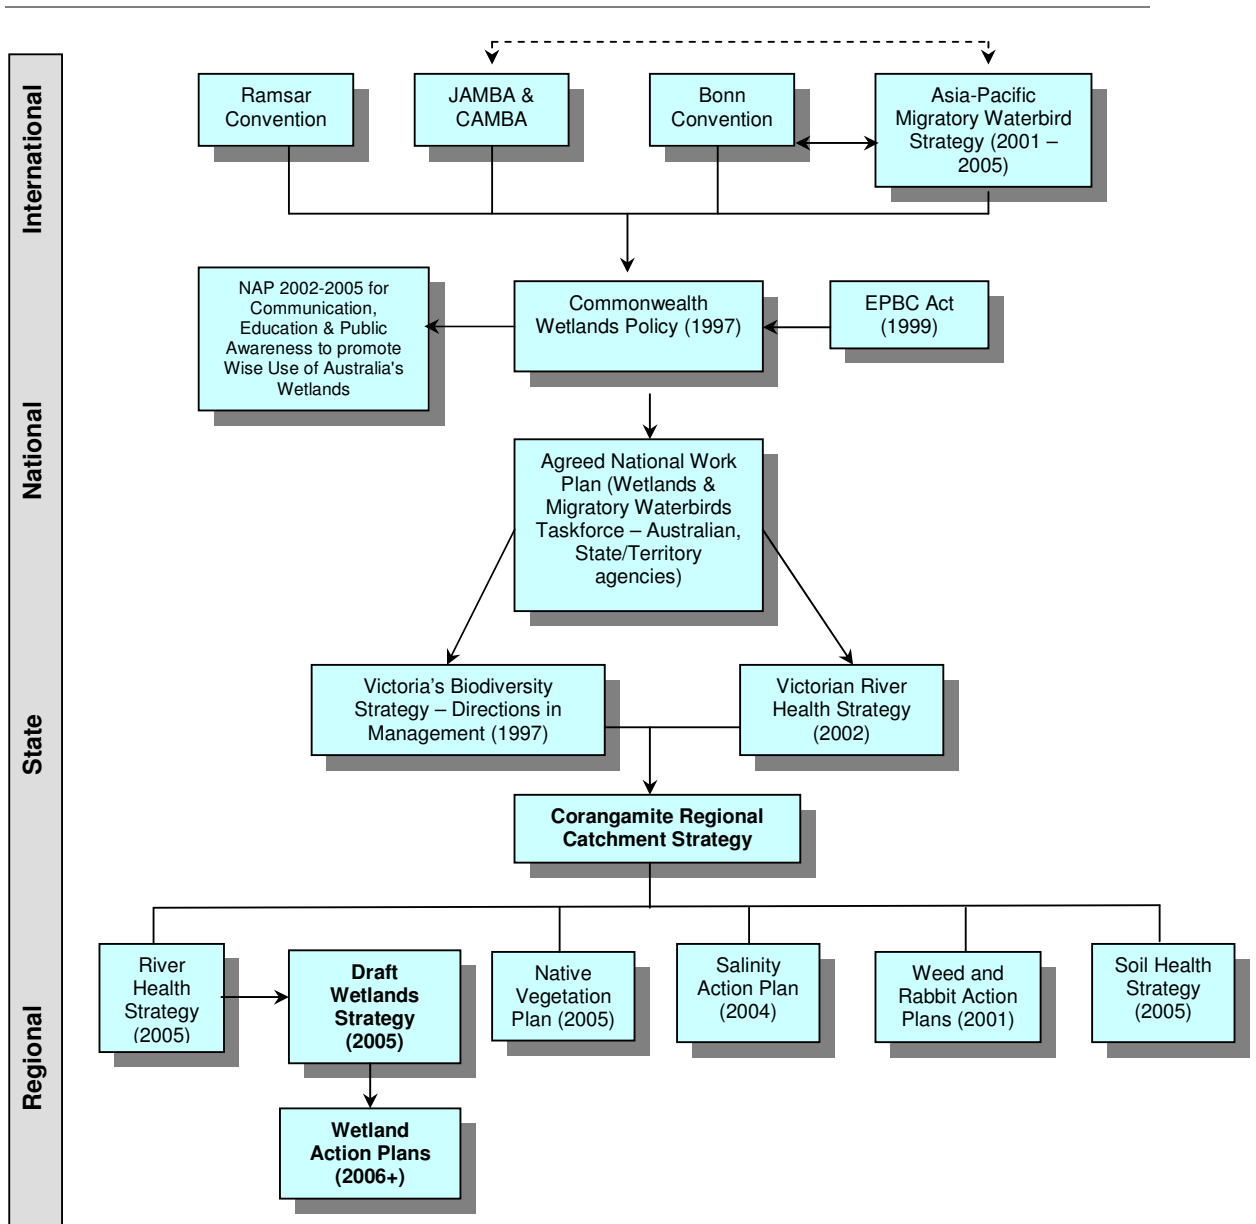 International
Ramsar
Convention
JAMBA &
CAMBA
Bonn
Convention
Asia-Pacific
Migratory Waterbird
Strategy (2001 –
2005)
National
NAP 2002-2005 for
Communication,
Education & Public
Awareness to promote
Wise Use of Australia's
Wetlands
Commonwealth
Wetlands Policy (1997)
EPBC Act
(1999)
Agreed National Work
Plan (Wetlands &
Migratory Waterbirds
Taskforce – Australian,
State/Territory
agencies)
State
Victoria’s Biodiversity
Strategy – Directions in
Management (1997)
Victorian River
Health Strategy
(2002)
Corangamite Regional
Catchment Strategy
Regional
River
Health
Strategy
(2005)
Draft
Wetlands
Strategy
(2005)
Native
Vegetation
Plan (2005)
Salinity
Action Plan
(2004)
Weed and
Rabbit Action
Plans (2001)
Soil Health
Strategy
(2005)
Wetland
Action Plans
(2006+)